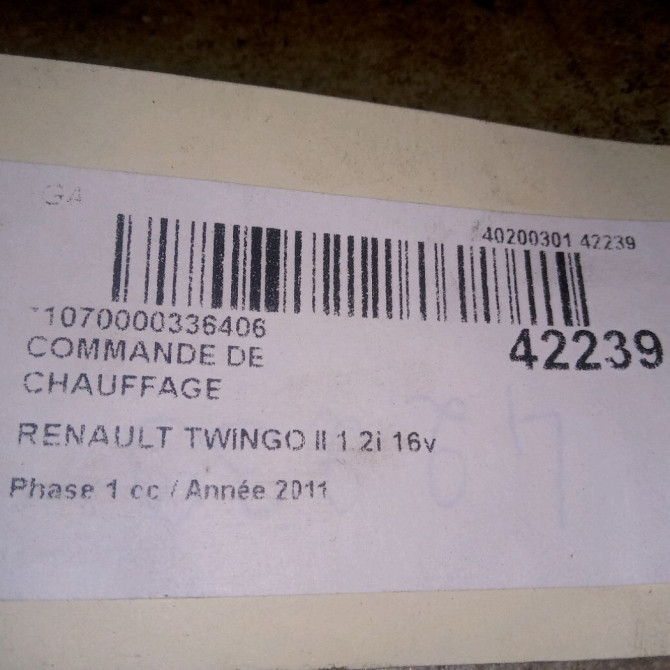 GA
40200301 42239
1070000336406
42239
COMMANDE DE
CHAUFFAGE
RENAULT TWINGO II 1.2i 16v
Phase 1 cc / Année 2011